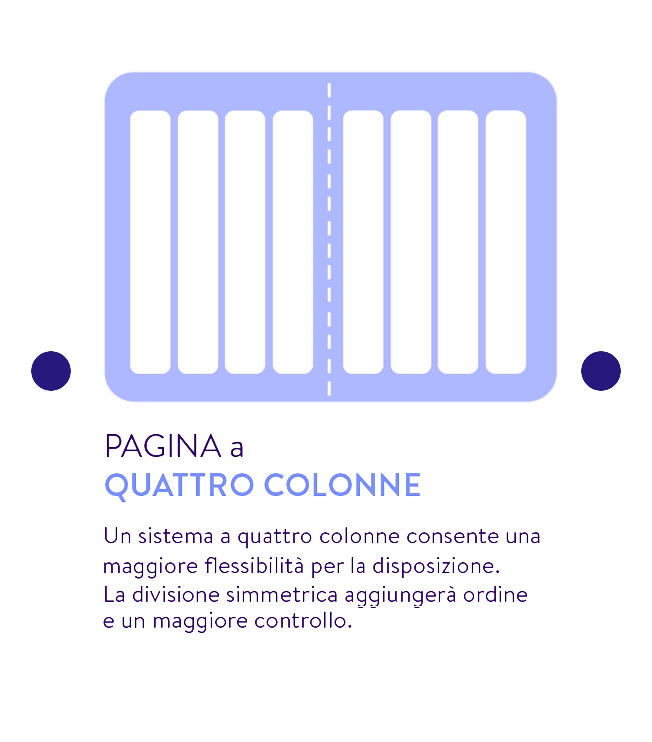 PAGINA a
QUATTRO COLONNE
Un sistema a quattro colonne consente una
maggiore flessibilità per la disposizione.
La divisione simmetrica aggiungerà ordine
e un maggiore controllo.